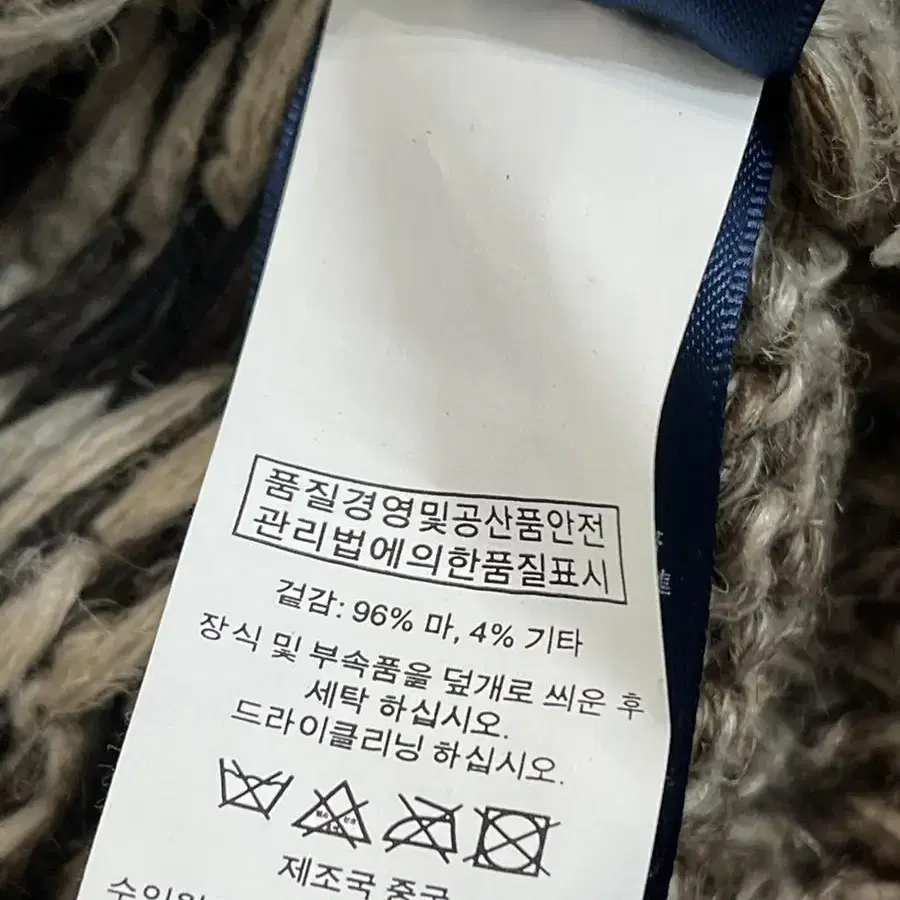 품질경영및공산품안전
관리법에의한품질표시
겉감: 96% 마, 4% 기타
장식 및 부속품을 덮개로 씌운 후
세탁 하십시오.
드라이클리닝 하십시오.
제조국 중국